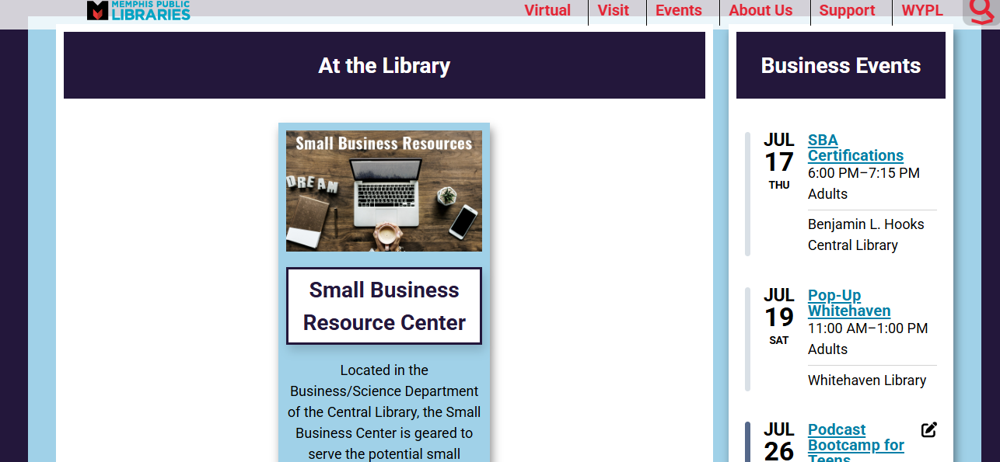 MEMPHIS PUBLIC
LIBRARIES
Virtual
Visit
Events
About Us
Support
WYPL
At the Library
Small Business Resources
DREAM
Small Business
Resource Center
Located in the
Business/Science Department
of the Central Library, the Small
Business Center is geared to
serve the potential small
Business Events
JUL
17
THU
SBA
Certifications
6:00 PM–7:15 PM
Adults
Benjamin L. Hooks
Central Library
JUL
19
SAT
Pop-Up
Whitehaven
11:00 AM–1:00 PM
Adults
Whitehaven Library
JUL
26
Podcast
Bootcamp for
Teens